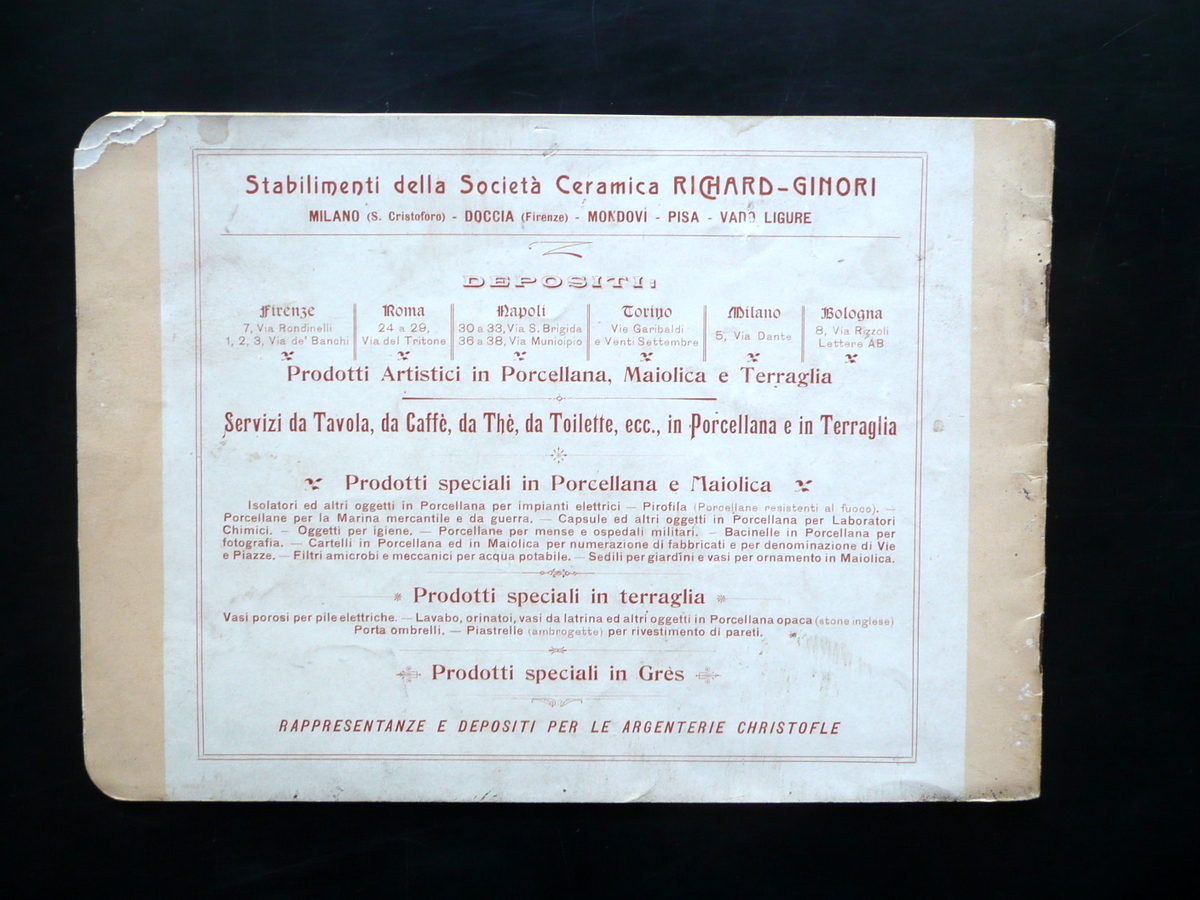 Stabilimenti della Società Ceramica RICHARD-GINORI
MILANO (S. Cristoforo) - DOCCIA (Firenze) - MONDOVÌ - PISA - VADO LIGURE
DEPOSITI:
Firenze
7, Via Rondinelli
1, 2, 3, Via de' Banchi
Roma
24 a 29,
Via del Tritone
Napoli
30 a 33, Via S. Brigida
36 a 38, Via Municipio
Torino
Vie Garibaldi
e Venti Settembre
Milano
5, Via Dante
Bologna
8, Via Rizzoli
Lettere AB
Prodotti Artistici in Porcellana, Maiolica e Terraglia
Servizi da Tavola, da Caffè, da Thè, da Toilette, ecc., in Porcellana e in Terraglia
Prodotti speciali in Porcellana e Maiolica
Isolatori ed altri oggetti in Porcellana per impianti elettrici — Pirofila (Porcellane resistenti al fuoco). —
Porcellane per la Marina mercantile e da guerra. — Capsule ed altri oggetti in Porcellana per Laboratori
Chimici. — Oggetti per igiene. — Porcellane per mense e ospedali militari. — Bacinelle in Porcellana per
fotografia. — Cartelli in Porcellana ed in Maiolica per numerazione di fabbricati e per denominazione di Vie
e Piazze. — Filtri amicrobi e meccanici per acqua potabile. — Sedili per giardini e vasi per ornamento in Maiolica.
Prodotti speciali in terraglia
Vasi porosi per pile elettriche. — Lavabo, orinatoi, vasi da latrina ed altri oggetti in Porcellana opaca (stone inglese)
Porta ombrelli. — Piastrelle (ambrogette) per rivestimento di pareti.
Prodotti speciali in Grès
RAPPRESENTANZE E DEPOSITI PER LE ARGENTERIE CHRISTOFLE